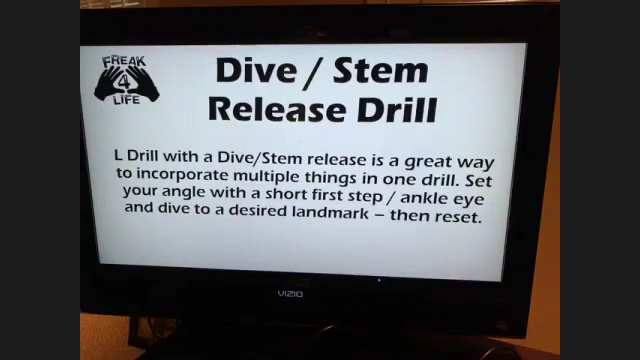 FREAK
4
LIFE
Dive / Stem
Release Drill
L Drill with a Dive/Stem release is a great way
to incorporate multiple things in one drill. Set
your angle with a short first step / ankle eye
and dive to a desired landmark – then reset.
VIZIO